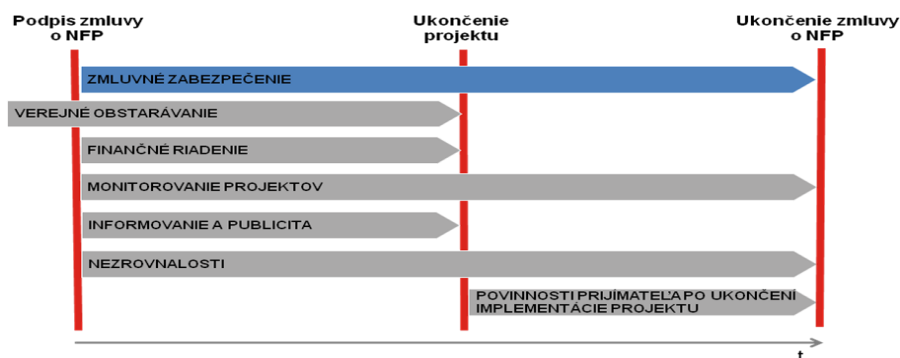 Podpis zmluvy
o NFP
Ukončenie
projektu
Ukončenie zmluvy
o NFP
ZMLUVNÉ ZABEZPEČENIE
VEREJNÉ OBSTARÁVANIE
FINANČNÉ RIADENIE
MONITOROVANIE PROJEKTOV
INFORMOVANIE A PUBLICITA
NEZROVNALOSTI
POVINNOSTI PRIJÍMATEĽA PO UKONČENÍ
IMPLEMENTÁCIE PROJEKTU
t